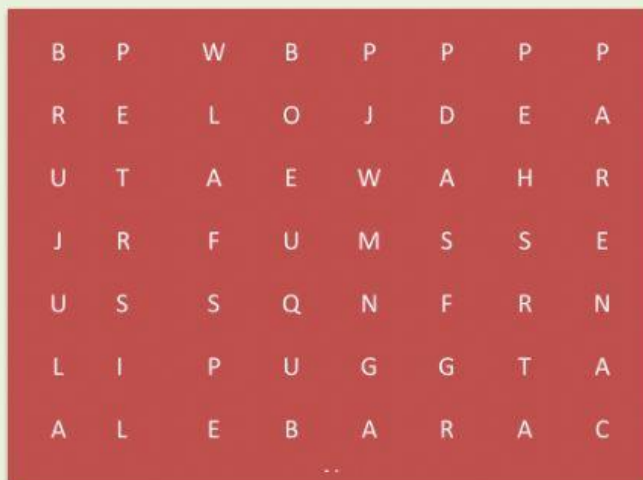 B P W B P P P P
R E L O J D E A
U T A E W A H R
J R F U M S S E
U S S Q N F R N
L I P U G G T A
A L E B A R A C